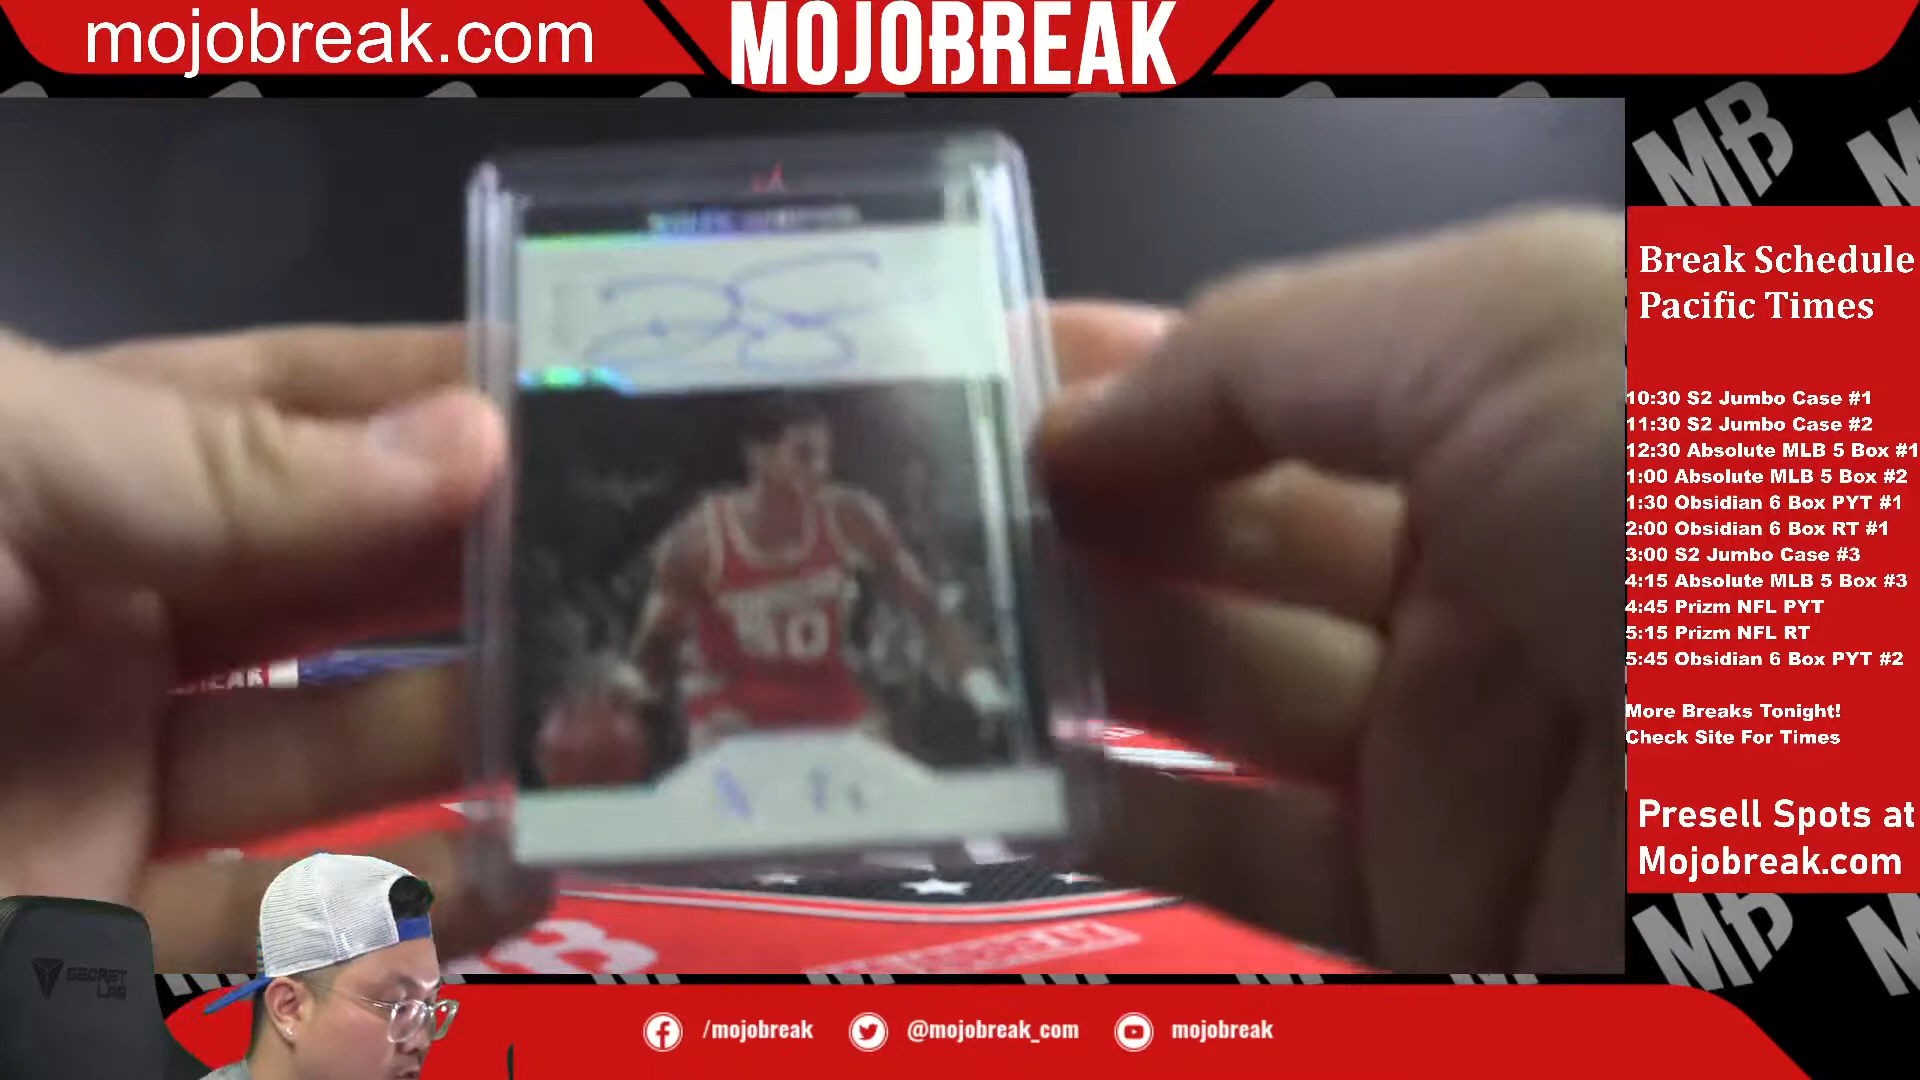 mojobreak.com
MOJOBREAK
MB
Break Schedule
Pacific Times
10:30 S2 Jumbo Case #1
11:30 S2 Jumbo Case #2
12:30 Absolute MLB 5 Box #1
1:00 Absolute MLB 5 Box #2
1:30 Obsidian 6 Box PYT #1
2:00 Obsidian 6 Box RT #1
3:00 S2 Jumbo Case #3
4:15 Absolute MLB 5 Box #3
4:45 Prizm NFL PYT
5:15 Prizm NFL RT
5:45 Obsidian 6 Box PYT #2
More Breaks Tonight!
Check Site For Times
Presell Spots at
Mojobreak.com
MB
SECRET
LAB
/mojobreak
@mojobreak_com
mojobreak